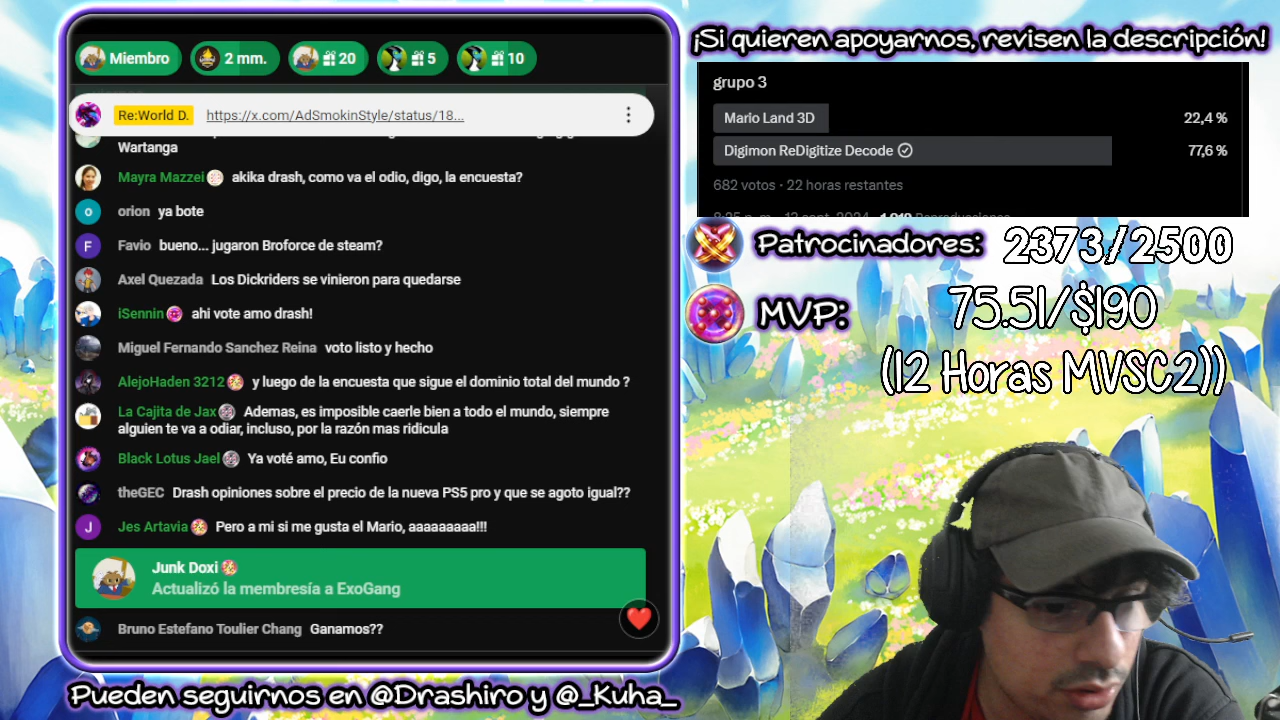 ¡Si quieren apoyarnos, revisen la descripción!
Miembro
2 mm.
20
5
10
Re:World D. https://x.com/AdSmokinStyle/status/18...
Wartanga
Mayra Mazzei akika drash, como va el odio, digo, la encuesta?
orion ya bote
Favio bueno... jugaron Broforce de steam?
Axel Quezada Los Dickriders se vinieron para quedarse
iSennin ahi vote amo drash!
Miguel Fernando Sanchez Reina voto listo y hecho
AlejoHaden 3212 y luego de la encuesta que sigue el dominio total del mundo ?
La Cajita de Jax Ademas, es imposible caerle bien a todo el mundo, siempre
alguien te va a odiar, incluso, por la razón mas ridicula
Black Lotus Jael Ya voté amo, Eu confio
theGEC Drash opiniones sobre el precio de la nueva PS5 pro y que se agoto igual??
Jes Artavia Pero a mi si me gusta el Mario, aaaaaaaaa!!!
Junk Doxi
Actualizó la membresía a ExoGang
Bruno Estefano Toulier Chang Ganamos??
Pueden seguirnos en @Drashiro y @_Kuha_
grupo 3
Mario Land 3D 22,4 %
Digimon ReDigitize Decode 77,6 %
682 votos · 22 horas restantes
Patrocinadores: 2373/2500
MVP: 75.51/$190
(12 Horas MVSC2))